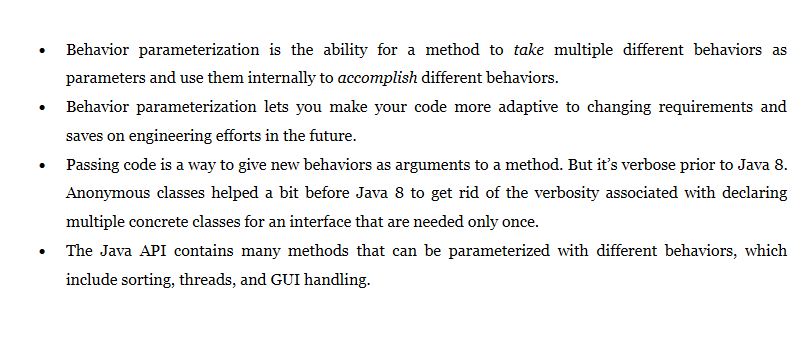 • Behavior parameterization is the ability for a method to take multiple different behaviors as
parameters and use them internally to accomplish different behaviors.
• Behavior parameterization lets you make your code more adaptive to changing requirements and
saves on engineering efforts in the future.
• Passing code is a way to give new behaviors as arguments to a method. But it’s verbose prior to Java 8.
Anonymous classes helped a bit before Java 8 to get rid of the verbosity associated with declaring
multiple concrete classes for an interface that are needed only once.
• The Java API contains many methods that can be parameterized with different behaviors, which
include sorting, threads, and GUI handling.